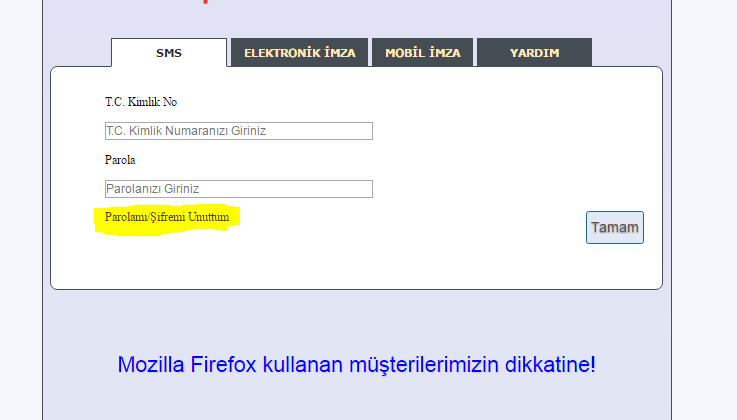 SMS
ELEKTRONİK İMZA
MOBİL İMZA
YARDIM
T.C. Kimlik No
T.C. Kimlik Numaranızı Giriniz
Parola
Parolanızı Giriniz
Parolamı/Şifremi Unuttum
Tamam
Mozilla Firefox kullanan müşterilerimizin dikkatine!